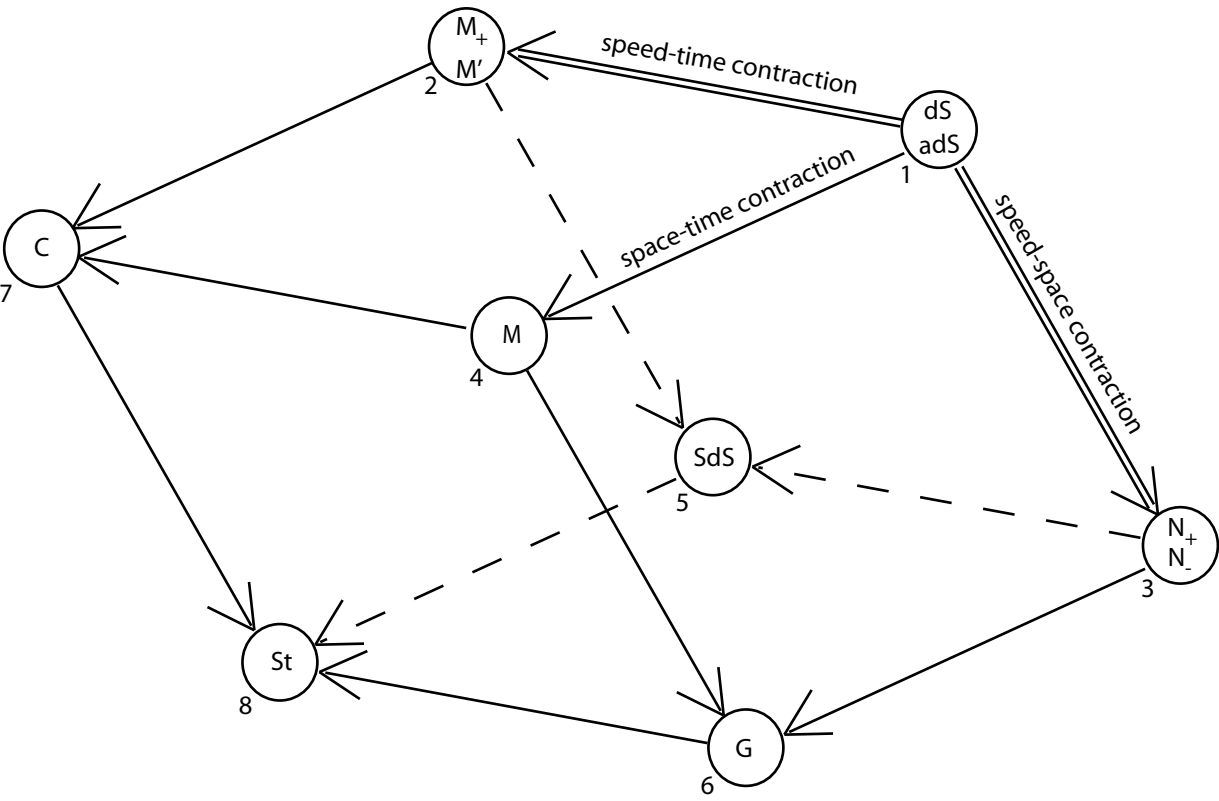 M₊
M′
2
speed-time contraction
dS
adS
1
space-time contraction
speed-space contraction
C
7
M
4
SdS
5
N₊
N₋
3
St
8
G
6